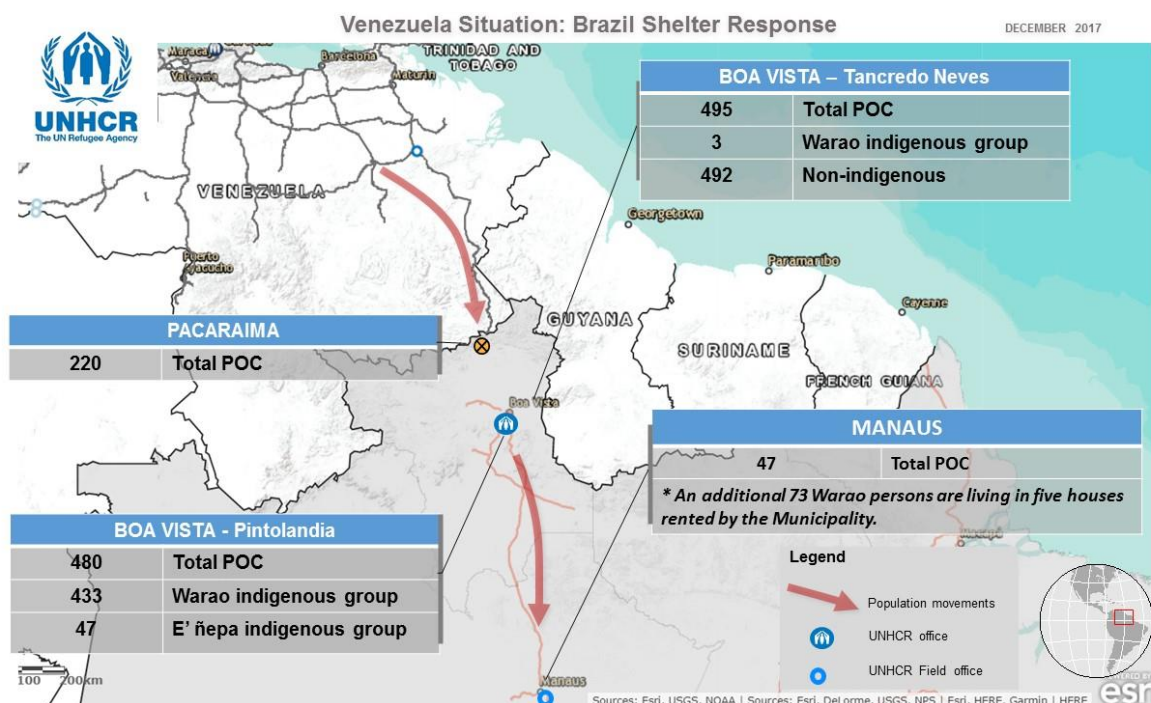 Venezuela Situation: Brazil Shelter Response
DECEMBER 2017
UNHCR
The UN Refugee Agency
Maraca
Barcelona
Valencia
Maturin
TRINIDAD AND
TOBAGO
BOA VISTA – Tancredo Neves
495 Total POC
3 Warao indigenous group
492 Non-indigenous
VENEZUELA
Georgetown
Puerto
Ayacucho
Paramaribo
Cayenne
GUYANA
SURINAME
FRENCH GUIANA
PACARAIMA
220 Total POC
Boa Vista
MANAUS
47 Total POC
* An additional 73 Warao persons are living in five houses
rented by the Municipality.
Macapá
BOA VISTA - Pintolandia
480 Total POC
433 Warao indigenous group
47 E' ñepa indigenous group
Legend
Population movements
UNHCR office
UNHCR Field office
100 200km
Manaus
POWERED BY
esri
Sources: Esri, USGS, NOAA | Sources: Esri, DeLorme, USGS, NPS | Esri, HERE, Garmin | HERE